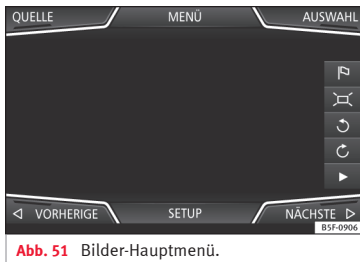 QUELLE MENÜ AUSWAHL
◁ VORHERIGE SETUP NÄCHSTE ▷
B5F-0906
Abb. 51 Bilder-Hauptmenü.